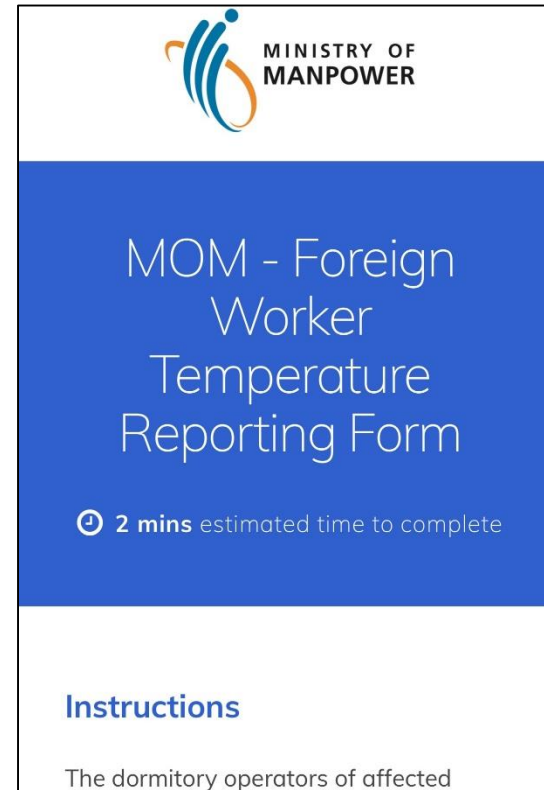 MINISTRY OF
MANPOWER
MOM - Foreign
Worker
Temperature
Reporting Form
2 mins estimated time to complete
Instructions
The dormitory operators of affected